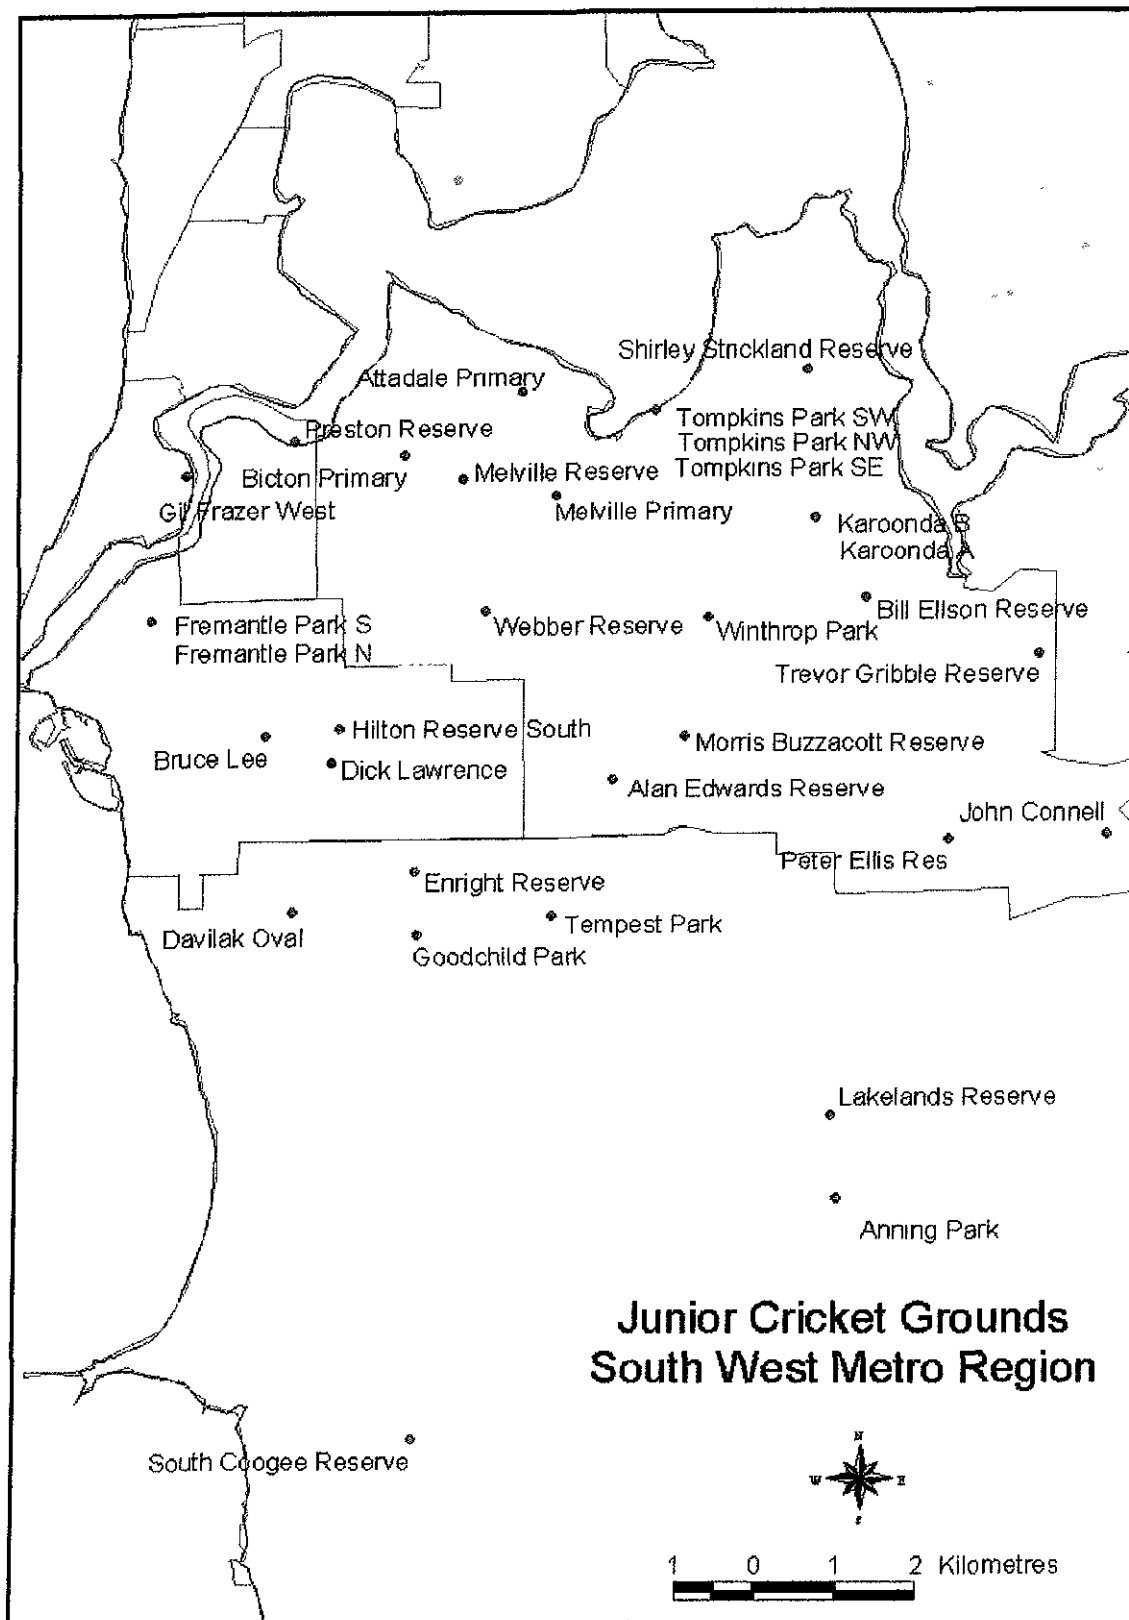 Shirley Strickland Reserve
Attadale Primary
Tompkins Park SW
Preston Reserve
Tompkins Park NW
Bicton Primary
Melville Reserve
Tompkins Park SE
Gil Frazer West
Melville Primary
Karoonda B
Karoonda A
Bill Ellson Reserve
Fremantle Park S
Webber Reserve
Winthrop Park
Fremantle Park N
Trevor Gribble Reserve
Hilton Reserve South
Morris Buzzacott Reserve
Bruce Lee
Dick Lawrence
Alan Edwards Reserve
John Connell
Peter Ellis Res
Enright Reserve
Tempest Park
Davilak Oval
Goodchild Park
Lakelands Reserve
Anning Park
Junior Cricket Grounds
South West Metro Region
N
South Coogee Reserve
W E
S
1 0 1 2 Kilometres